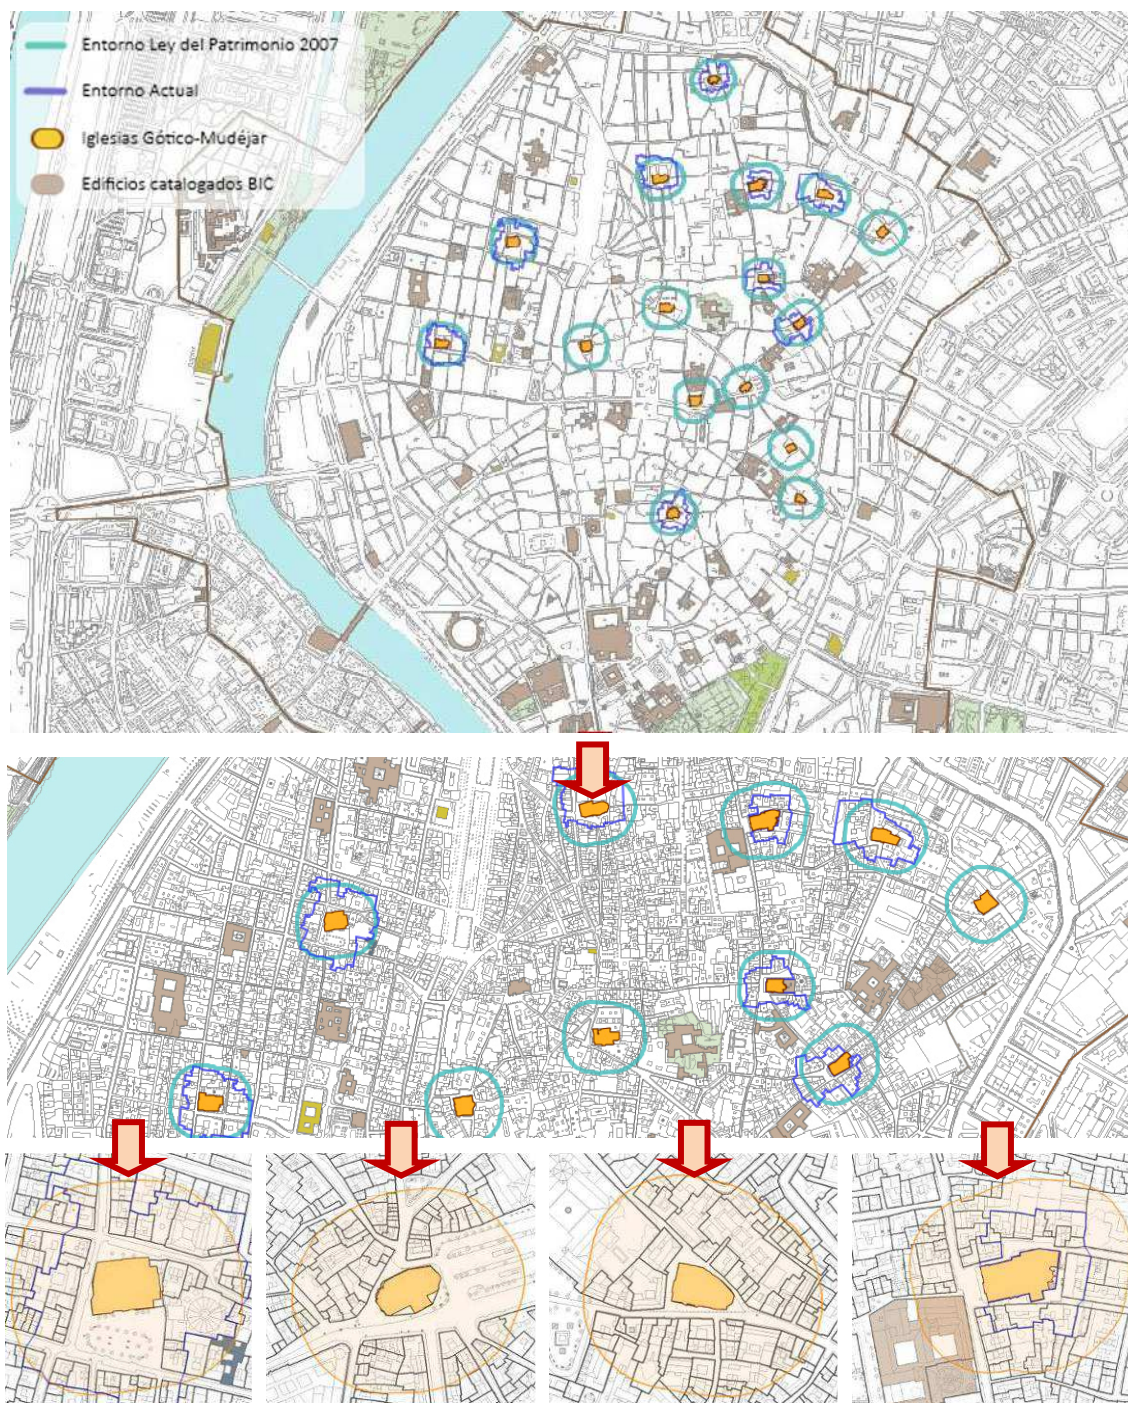 Entorno Ley del Patrimonio 2007
Entorno Actual
Iglesias Gótico-Mudéjar
Edificios catalogados BIC